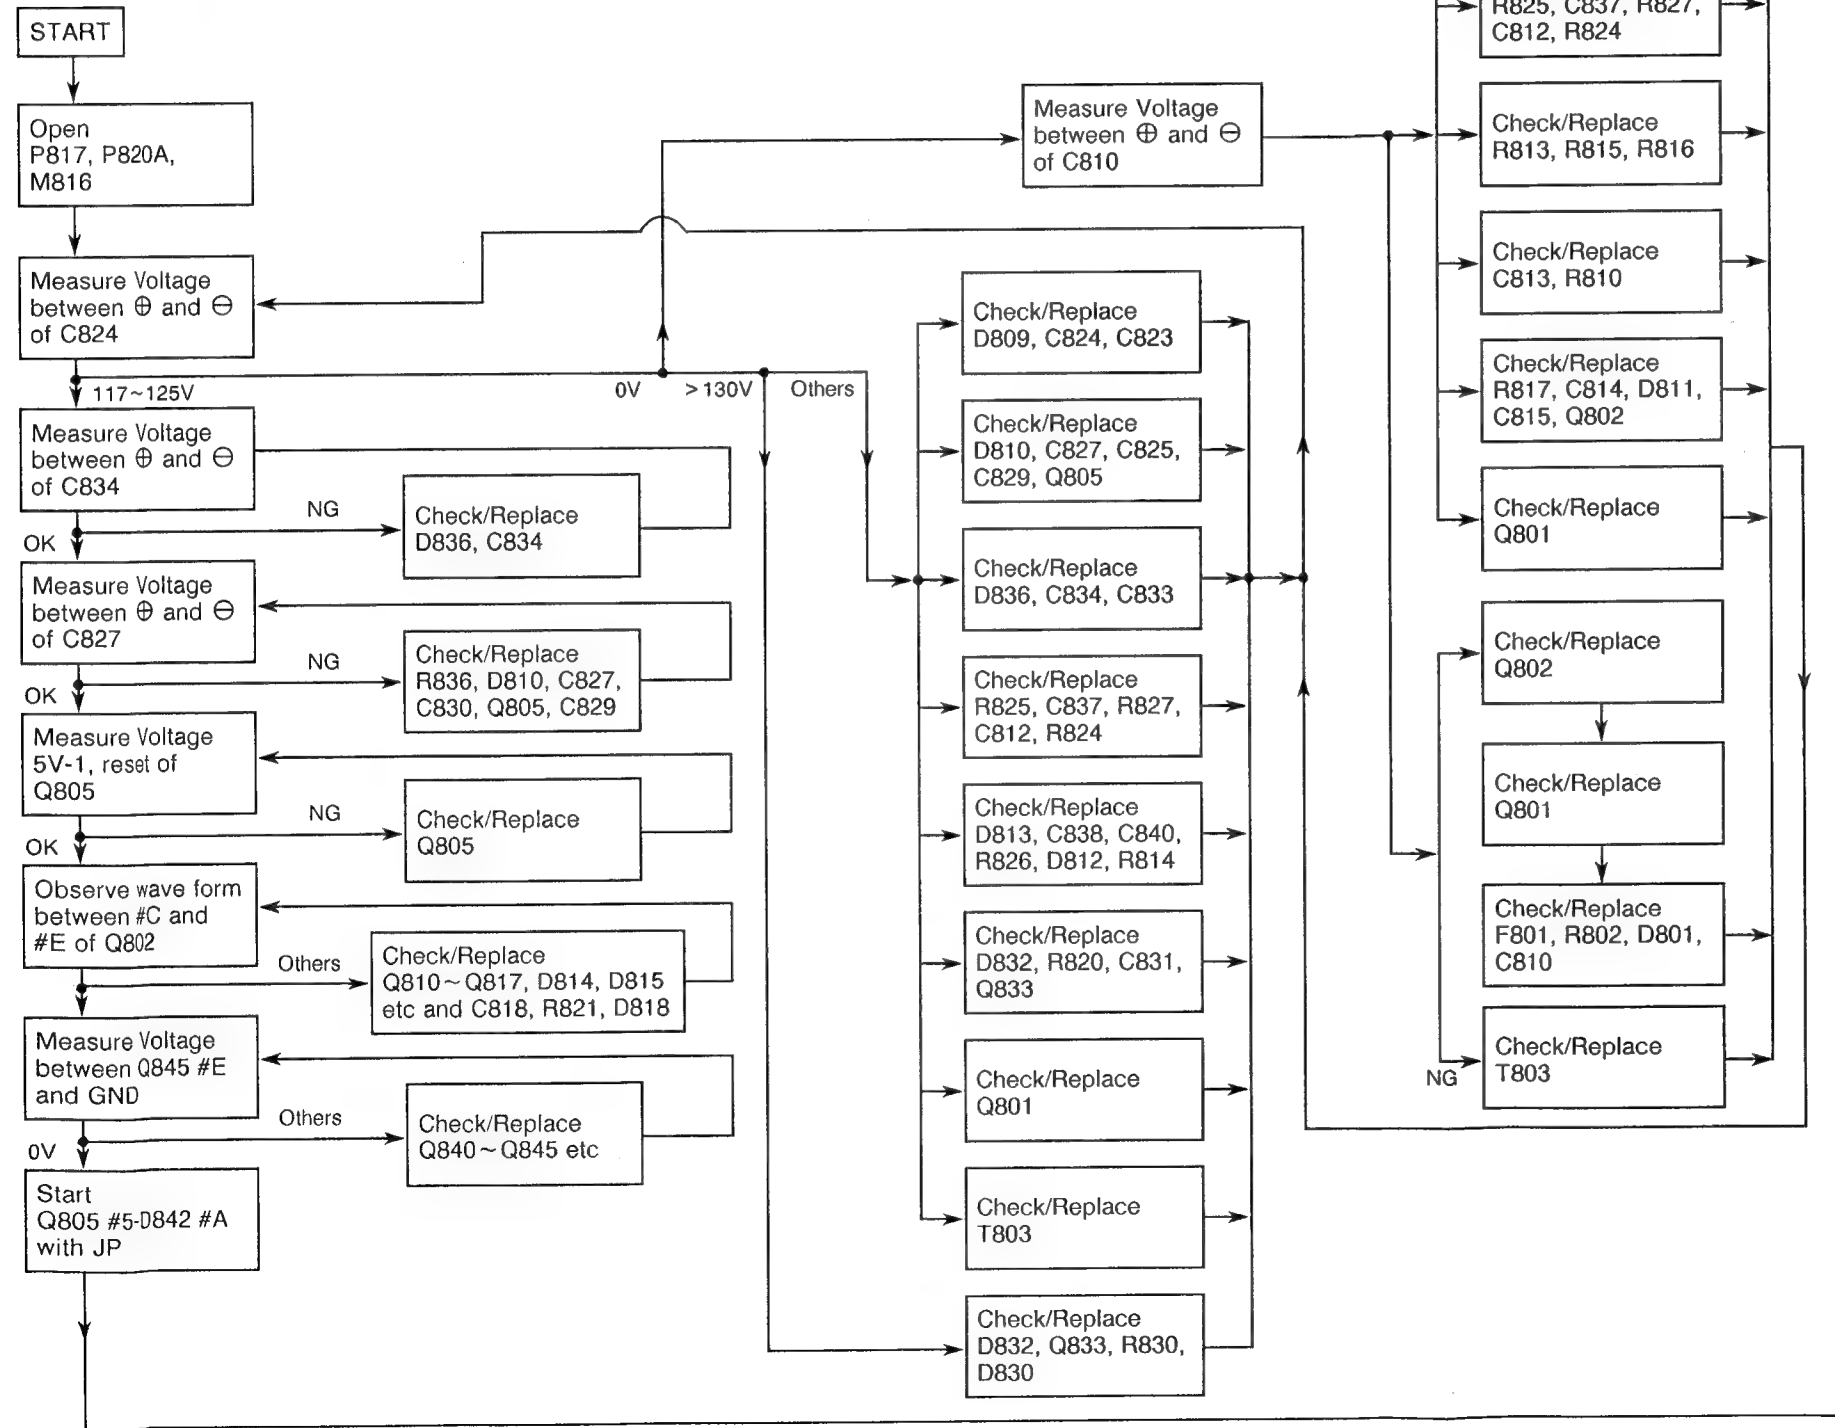 START
Open
P817, P820A,
M816
Measure Voltage
between ⊕ and ⊖
of C824
117~125V
0V
>130V
Others
Measure Voltage
between ⊕ and ⊖
of C834
NG
OK
Check/Replace
D836, C834
Measure Voltage
between ⊕ and ⊖
of C827
NG
OK
Check/Replace
R836, D810, C827,
C830, Q805, C829
Measure Voltage
5V-1, reset of
Q805
NG
OK
Check/Replace
Q805
Observe wave form
between #C and
#E of Q802
Others
Check/Replace
Q810~Q817, D814, D815
etc and C818, R821, D818
Measure Voltage
between Q845 #E
and GND
Others
0V
Check/Replace
Q840~Q845 etc
Start
Q805 #5-D842 #A
with JP
Measure Voltage
between ⊕ and ⊖
of C810
Check/Replace
D809, C824, C823
Check/Replace
D810, C827, C825,
C829, Q805
Check/Replace
D836, C834, C833
Check/Replace
R825, C837, R827,
C812, R824
Check/Replace
D813, C838, C840,
R826, D812, R814
Check/Replace
D832, R820, C831,
Q833
Check/Replace
Q801
Check/Replace
T803
Check/Replace
D832, Q833, R830,
D830
R825, C837, R827,
C812, R824
Check/Replace
R813, R815, R816
Check/Replace
C813, R810
Check/Replace
R817, C814, D811,
C815, Q802
Check/Replace
Q801
Check/Replace
Q802
Check/Replace
Q801
Check/Replace
F801, R802, D801,
C810
NG
Check/Replace
T803